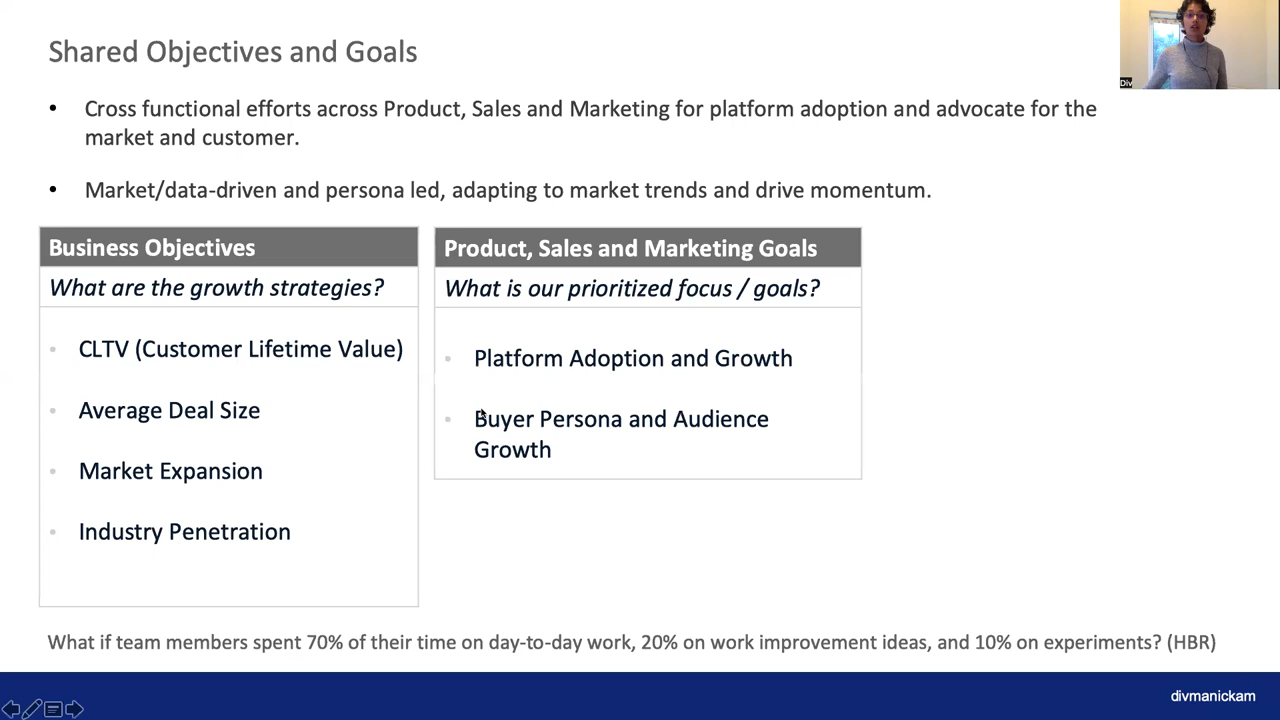 Shared Objectives and Goals
Div
• Cross functional efforts across Product, Sales and Marketing for platform adoption and advocate for the
market and customer.
• Market/data-driven and persona led, adapting to market trends and drive momentum.
Business Objectives
What are the growth strategies?
• CLTV (Customer Lifetime Value)
• Average Deal Size
• Market Expansion
• Industry Penetration
Product, Sales and Marketing Goals
What is our prioritized focus / goals?
• Platform Adoption and Growth
• Buyer Persona and Audience
Growth
What if team members spent 70% of their time on day-to-day work, 20% on work improvement ideas, and 10% on experiments? (HBR)
divmanickam